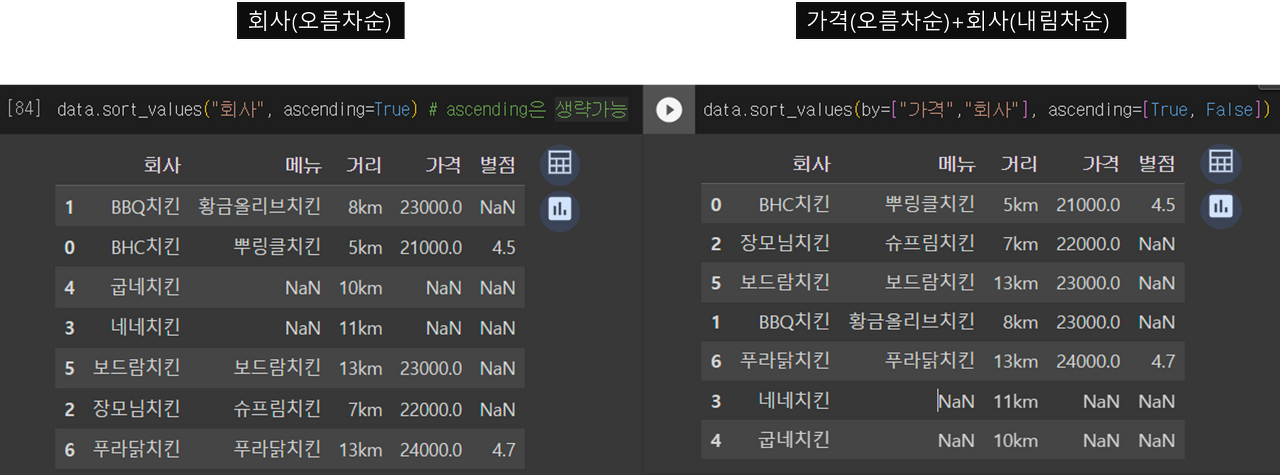 회사(오름차순)
[84] data.sort_values("회사", ascending=True) # ascending은 생략가능
회사 메뉴 거리 가격 별점
1 BBQ치킨 황금올리브치킨 8km 23000.0 NaN
0 BHC치킨 뿌링클치킨 5km 21000.0 4.5
4 굽네치킨 NaN 10km NaN NaN
3 네네치킨 NaN 11km NaN NaN
5 보드람치킨 보드람치킨 13km 23000.0 NaN
2 장모님치킨 슈프림치킨 7km 22000.0 NaN
6 푸라닭치킨 푸라닭치킨 13km 24000.0 4.7
가격(오름차순)+회사(내림차순)
data.sort_values(by=["가격","회사"], ascending=[True, False])
회사 메뉴 거리 가격 별점
0 BHC치킨 뿌링클치킨 5km 21000.0 4.5
2 장모님치킨 슈프림치킨 7km 22000.0 NaN
5 보드람치킨 보드람치킨 13km 23000.0 NaN
1 BBQ치킨 황금올리브치킨 8km 23000.0 NaN
6 푸라닭치킨 푸라닭치킨 13km 24000.0 4.7
3 네네치킨 NaN 11km NaN NaN
4 굽네치킨 NaN 10km NaN NaN